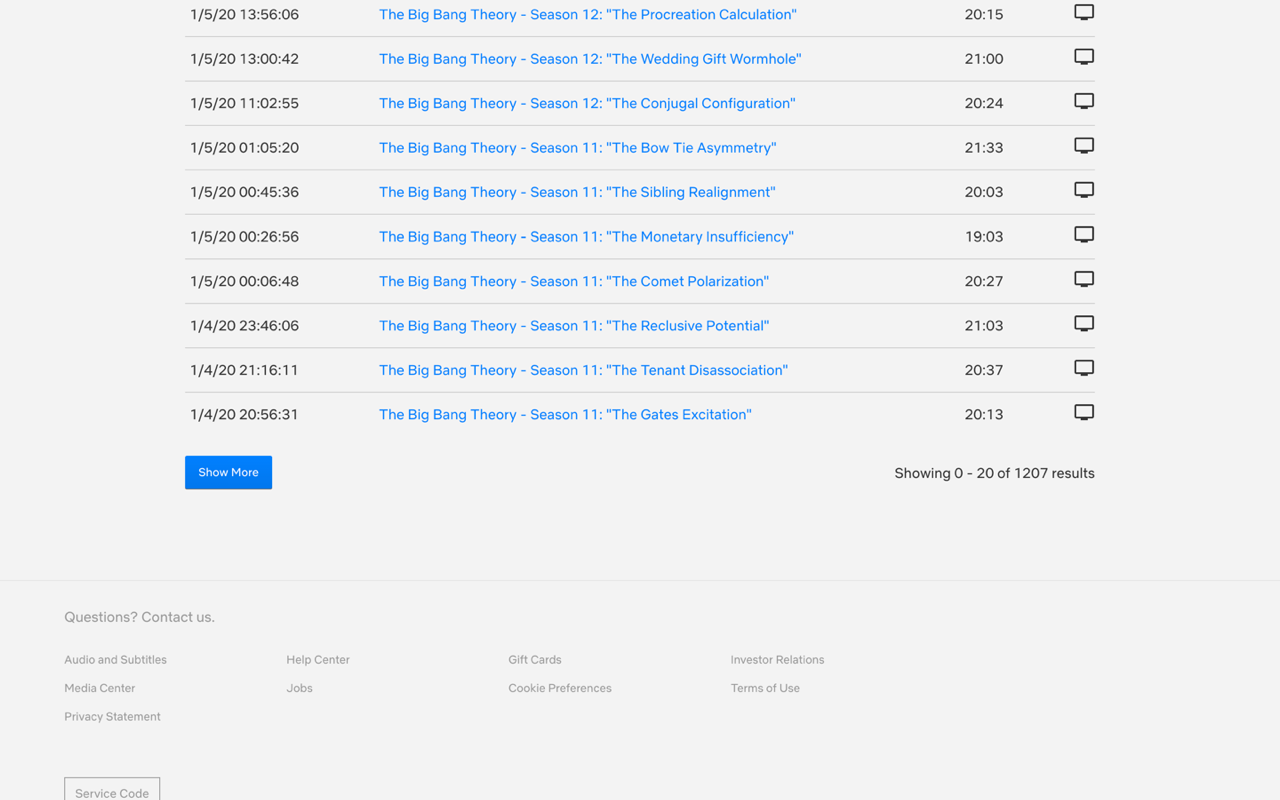 1/5/20 13:56:06 The Big Bang Theory - Season 12: "The Procreation Calculation" 20:15
1/5/20 13:00:42 The Big Bang Theory - Season 12: "The Wedding Gift Wormhole" 21:00
1/5/20 11:02:55 The Big Bang Theory - Season 12: "The Conjugal Configuration" 20:24
1/5/20 01:05:20 The Big Bang Theory - Season 11: "The Bow Tie Asymmetry" 21:33
1/5/20 00:45:36 The Big Bang Theory - Season 11: "The Sibling Realignment" 20:03
1/5/20 00:26:56 The Big Bang Theory - Season 11: "The Monetary Insufficiency" 19:03
1/5/20 00:06:48 The Big Bang Theory - Season 11: "The Comet Polarization" 20:27
1/4/20 23:46:06 The Big Bang Theory - Season 11: "The Reclusive Potential" 21:03
1/4/20 21:16:11 The Big Bang Theory - Season 11: "The Tenant Disassociation" 20:37
1/4/20 20:56:31 The Big Bang Theory - Season 11: "The Gates Excitation" 20:13
Show More Showing 0 - 20 of 1207 results
Questions? Contact us.
Audio and Subtitles Help Center Gift Cards Investor Relations
Media Center Jobs Cookie Preferences Terms of Use
Privacy Statement
Service Code